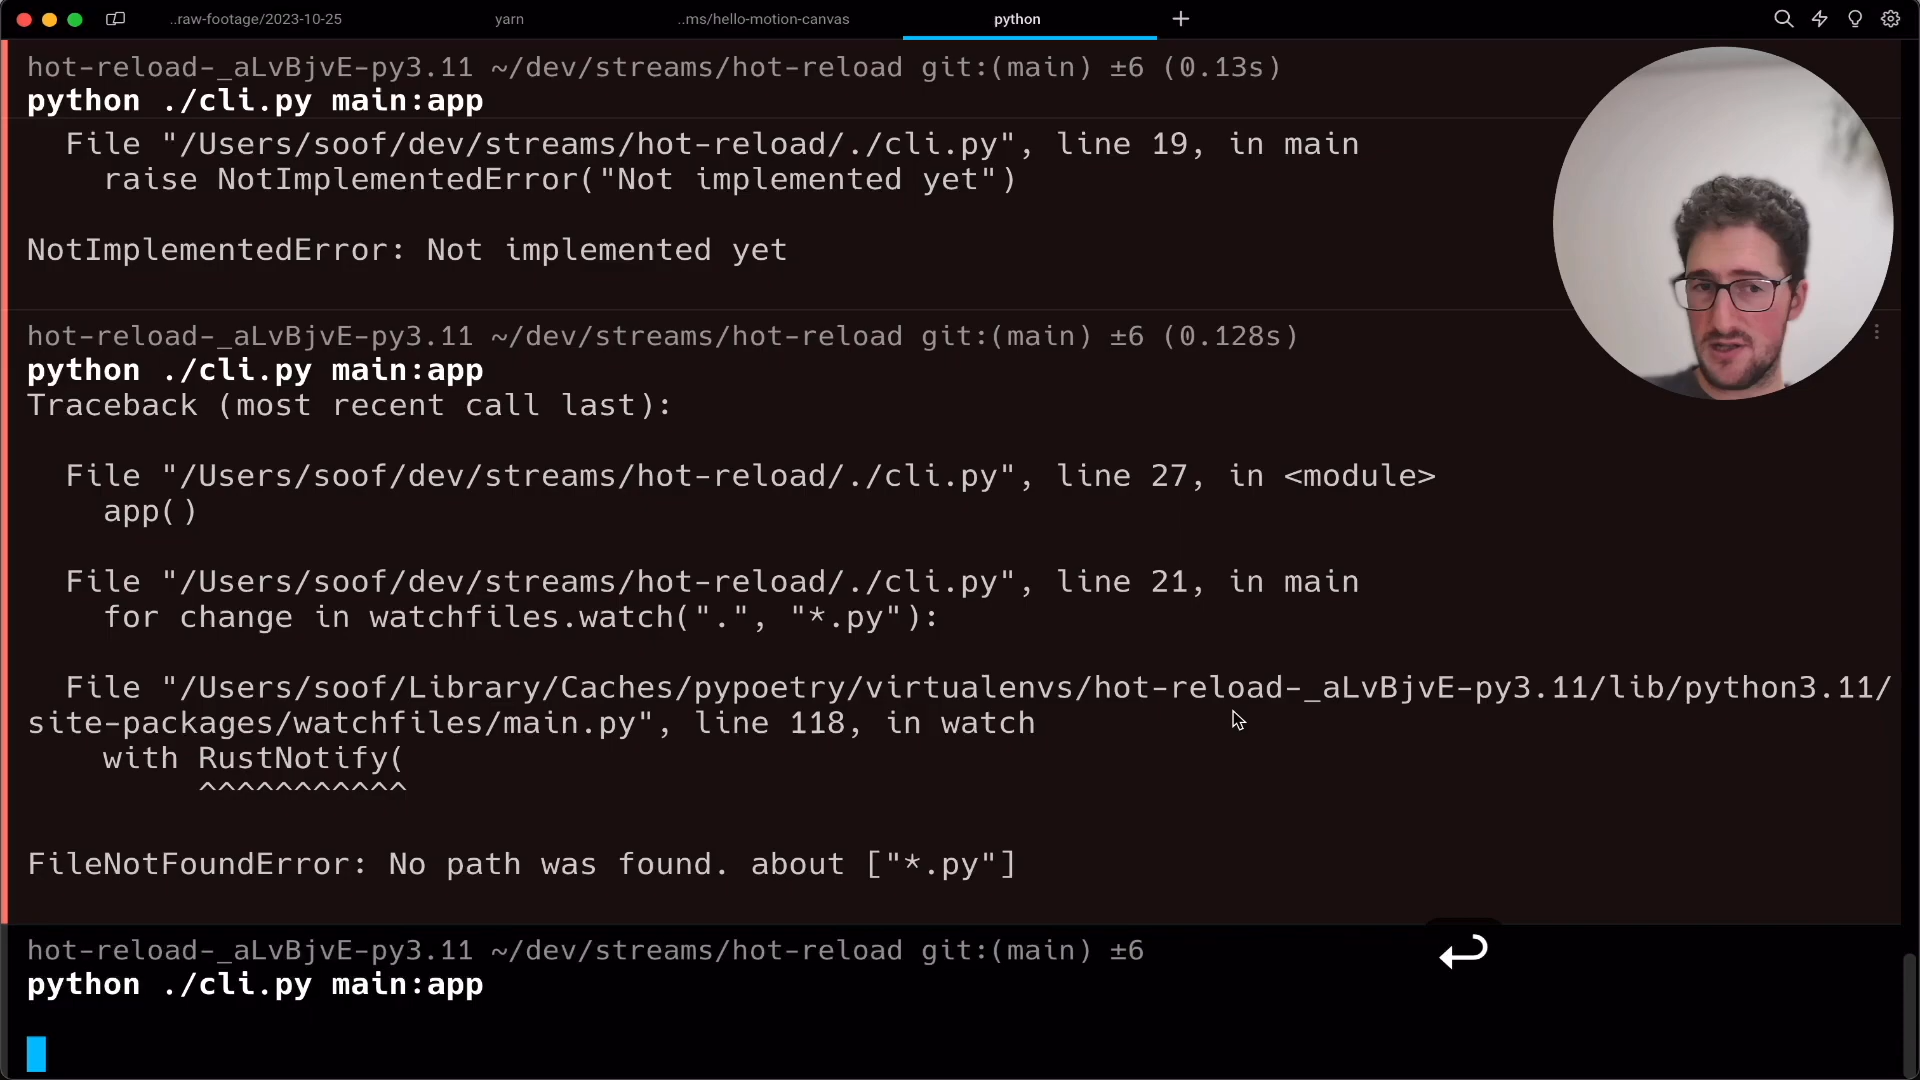 ..raw-footage/2023-10-25
yarn
..ms/hello-motion-canvas
python
hot-reload-_aLvBjvE-py3.11 ~/dev/streams/hot-reload git:(main) ±6 (0.13s)
python ./cli.py main:app
File "/Users/soof/dev/streams/hot-reload/./cli.py", line 19, in main
raise NotImplementedError("Not implemented yet")
NotImplementedError: Not implemented yet
hot-reload-_aLvBjvE-py3.11 ~/dev/streams/hot-reload git:(main) ±6 (0.128s)
python ./cli.py main:app
Traceback (most recent call last):
File "/Users/soof/dev/streams/hot-reload/./cli.py", line 27, in <module>
app()
File "/Users/soof/dev/streams/hot-reload/./cli.py", line 21, in main
for change in watchfiles.watch(".", "*.py"):
File "/Users/soof/Library/Caches/pypoetry/virtualenvs/hot-reload-_aLvBjvE-py3.11/lib/python3.11/
site-packages/watchfiles/main.py", line 118, in watch
with RustNotify(
^^^^^^^^^^^
FileNotFoundError: No path was found. about ["*.py"]
hot-reload-_aLvBjvE-py3.11 ~/dev/streams/hot-reload git:(main) ±6
python ./cli.py main:app